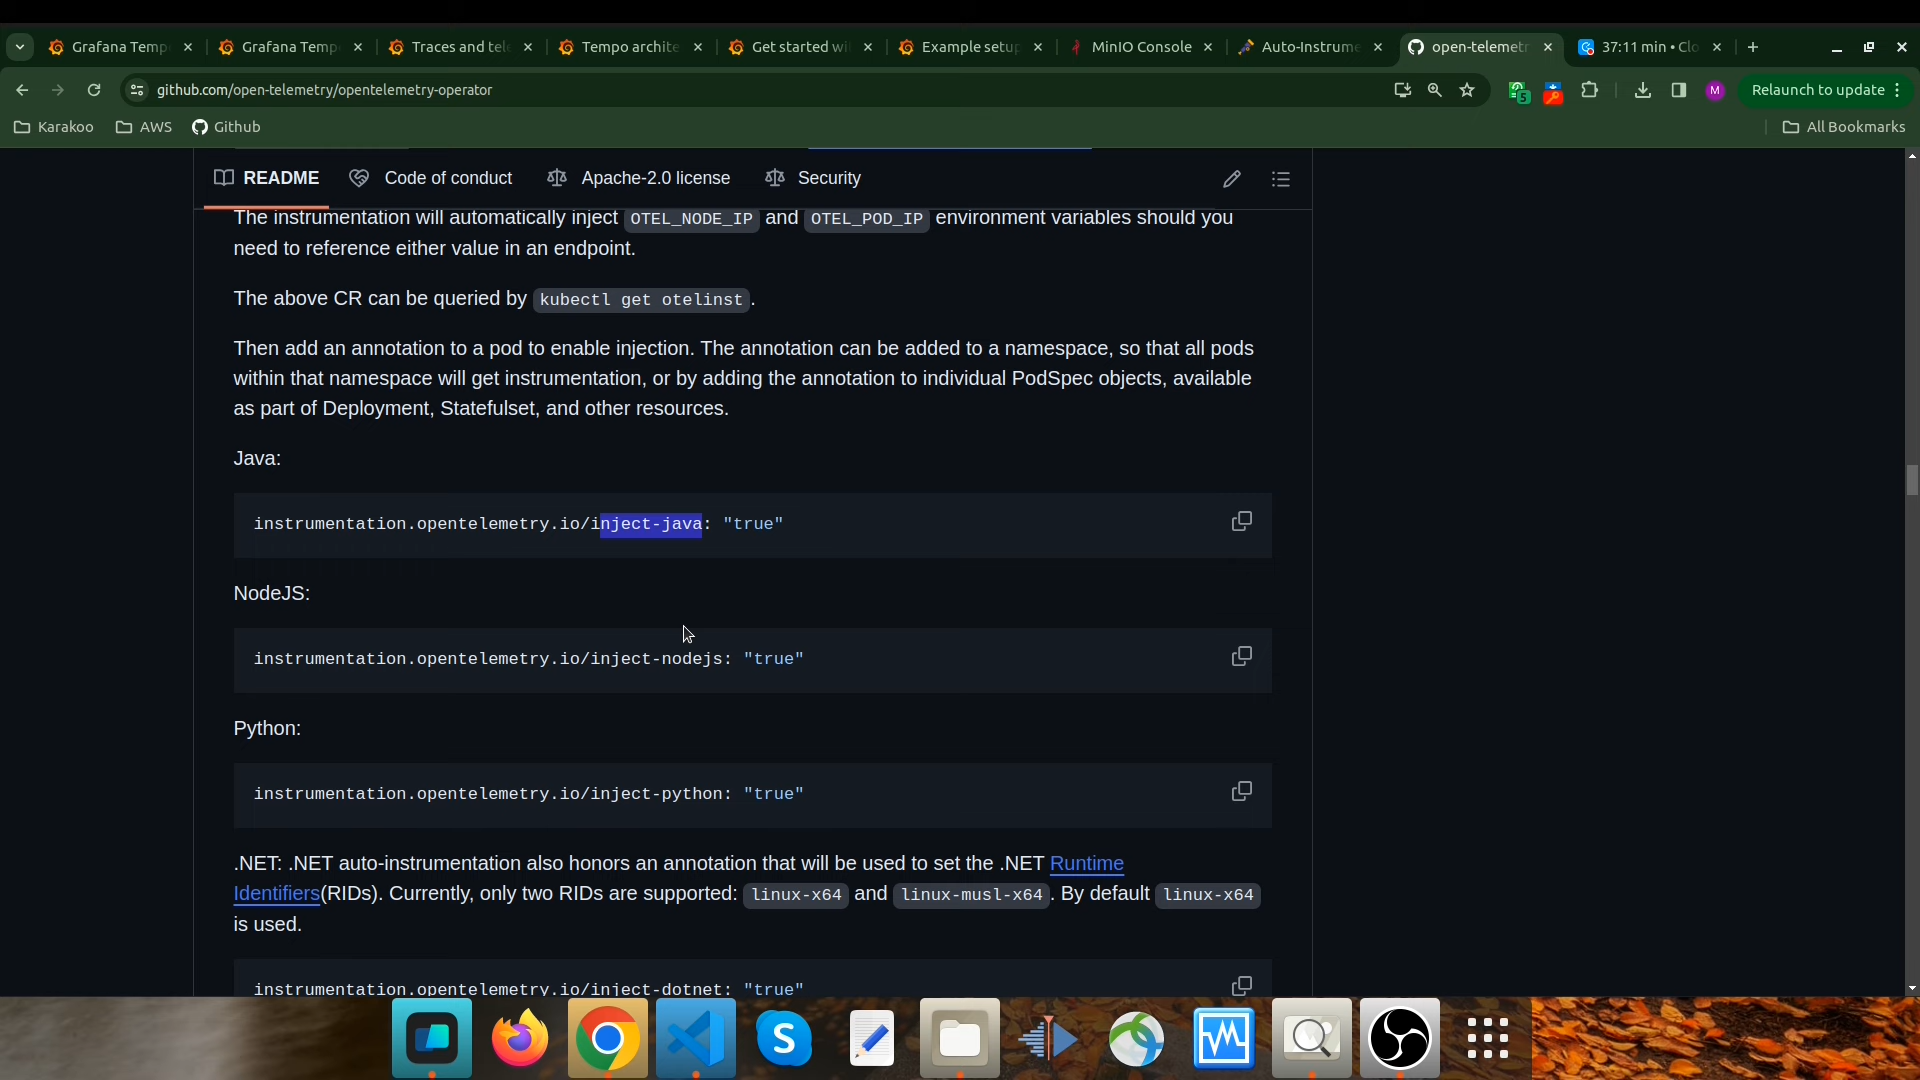 Grafana Temp
Grafana Temp
Traces and tel
Tempo archite
Get started wi
Example setup
MinIO Console
Auto-Instrume
open-telemetr
37:11 min • Clo
github.com/open-telemetry/opentelemetry-operator
5
M
Relaunch to update
Karakoo
AWS
Github
All Bookmarks
README
Code of conduct
Apache-2.0 license
Security
The instrumentation will automatically inject OTEL_NODE_IP and OTEL_POD_IP environment variables should you
need to reference either value in an endpoint.
The above CR can be queried by kubectl get otelinst.
Then add an annotation to a pod to enable injection. The annotation can be added to a namespace, so that all pods
within that namespace will get instrumentation, or by adding the annotation to individual PodSpec objects, available
as part of Deployment, Statefulset, and other resources.
Java:
instrumentation.opentelemetry.io/inject-java: "true"
NodeJS:
instrumentation.opentelemetry.io/inject-nodejs: "true"
Python:
instrumentation.opentelemetry.io/inject-python: "true"
.NET: .NET auto-instrumentation also honors an annotation that will be used to set the .NET Runtime
Identifiers(RIDs). Currently, only two RIDs are supported: linux-x64 and linux-musl-x64. By default linux-x64
is used.
instrumentation.opentelemetry.io/inject-dotnet: "true"
S